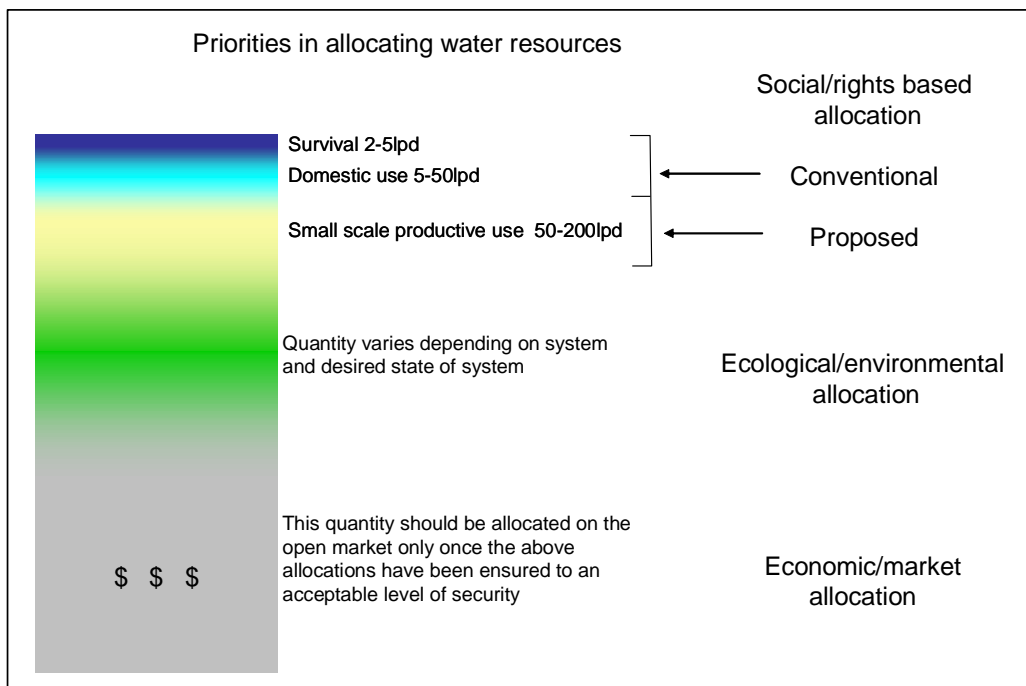 Priorities in allocating water resources
Social/rights based
allocation
Survival 2-5lpd
Domestic use 5-50lpd
Conventional
Small scale productive use 50-200lpd
Proposed
Quantity varies depending on system
and desired state of system
Ecological/environmental
allocation
This quantity should be allocated on the
open market only once the above
allocations have been ensured to an
acceptable level of security
$ $ $
Economic/market
allocation